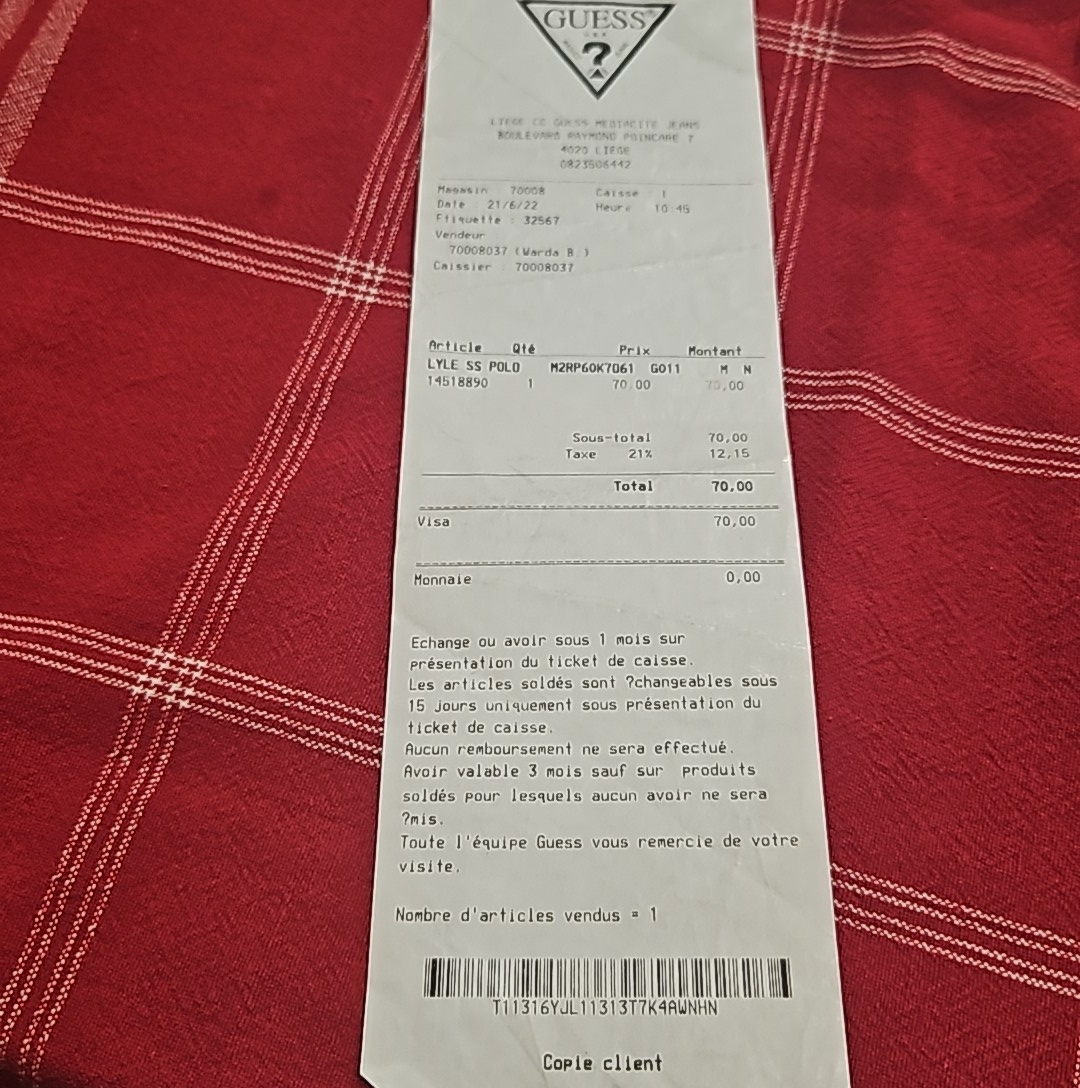 GUESS
?
LIEGE CC GUESS MEDIACITE JEANS
BOULEVARD RAYMOND POINCARE 7
4020 LIEGE
0823506442
Magasin : 70008 Caisse : 1
Date : 21/6/22 Heure : 10:45
Etiquette : 32567
Vendeur
70008037 (Warda B.)
Caissier : 70008037
Article Qté Prix Montant
LYLE SS POLO M2RP60K7061 G011 M N
14518890 1 70.00 70,00
Sous-total 70,00
Taxe 21% 12,15
Total 70,00
Visa 70,00
Monnaie 0,00
Echange ou avoir sous 1 mois sur
présentation du ticket de caisse.
Les articles soldés sont ?changeables sous
15 jours uniquement sous présentation du
ticket de caisse.
Aucun remboursement ne sera effectué.
Avoir valable 3 mois sauf sur produits
soldés pour lesquels aucun avoir ne sera
?mis.
Toute l'équipe Guess vous remercie de votre
visite.
Nombre d'articles vendus = 1
T11316YJL11313T7K4AWNHN
Copie client